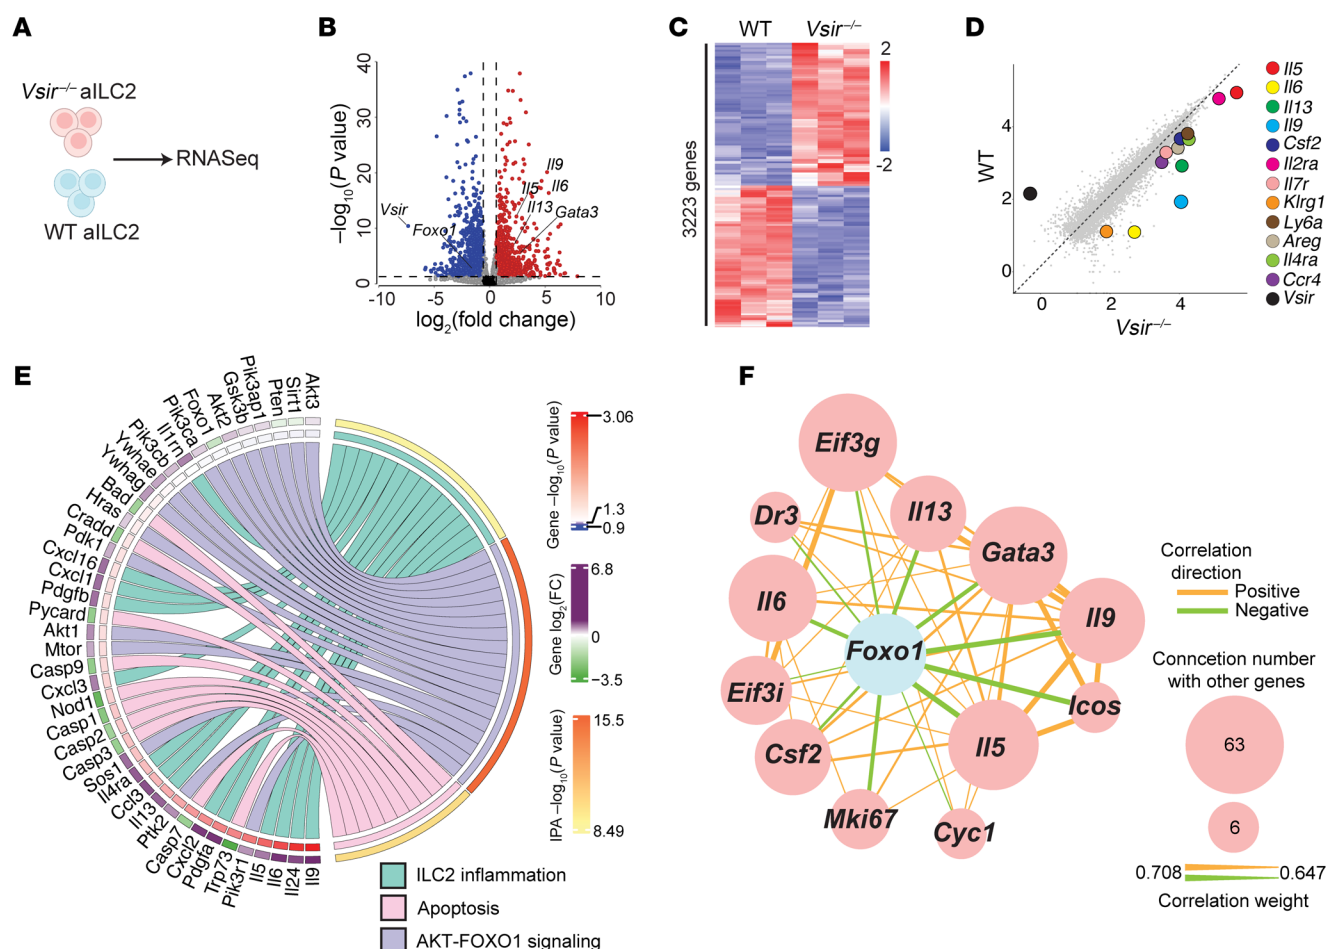 A
Vsir–/– aILC2
RNASeq
WT aILC2
B
–log10(P value)
40
30
20
10
0
Il9
Il5
Il6
Il13
Gata3
Vsir
Foxo1
-10
-5
0
5
10
log2(fold change)
C
WT
Vsir–/–
3223 genes
2
-2
D
WT
4
2
0
0
2
4
Vsir–/–
Il5
Il6
Il13
Il9
Csf2
Il2ra
Il7r
Klrg1
Ly6a
Areg
Il4ra
Ccr4
Vsir
E
Akt3
Sirt1
Pten
Pik3ap1
Gsk3b
Akt2
Foxo1
Pik3ca
Il1rn
Pik3cb
Ywhae
Ywhag
Bad
Hras
Cradd
Pdk1
Cxcl16
Cxcl1
Pdgfb
Pycard
Akt1
Mtor
Casp9
Cxcl3
Nod1
Casp1
Casp2
Casp3
Sos1
Il4ra
Ccl3
Il13
Ptk2
Casp7
Cxcl2
Pdgfa
Trp73
Pik3r1
Il5
Il6
Il24
Il9
Gene –log10(P value)
3.06
1.3
0.9
Gene log2(FC)
6.8
0
–3.5
IPA –log10(P value)
15.5
8.49
ILC2 inflammation
Apoptosis
AKT-FOXO1 signaling
F
Eif3g
Dr3
Il13
Gata3
Il6
Il9
Foxo1
Eif3i
Icos
Csf2
Il5
Mki67
Cyc1
Correlation
direction
Positive
Negative
Conncetion number
with other genes
63
6
0.708
0.647
Correlation weight